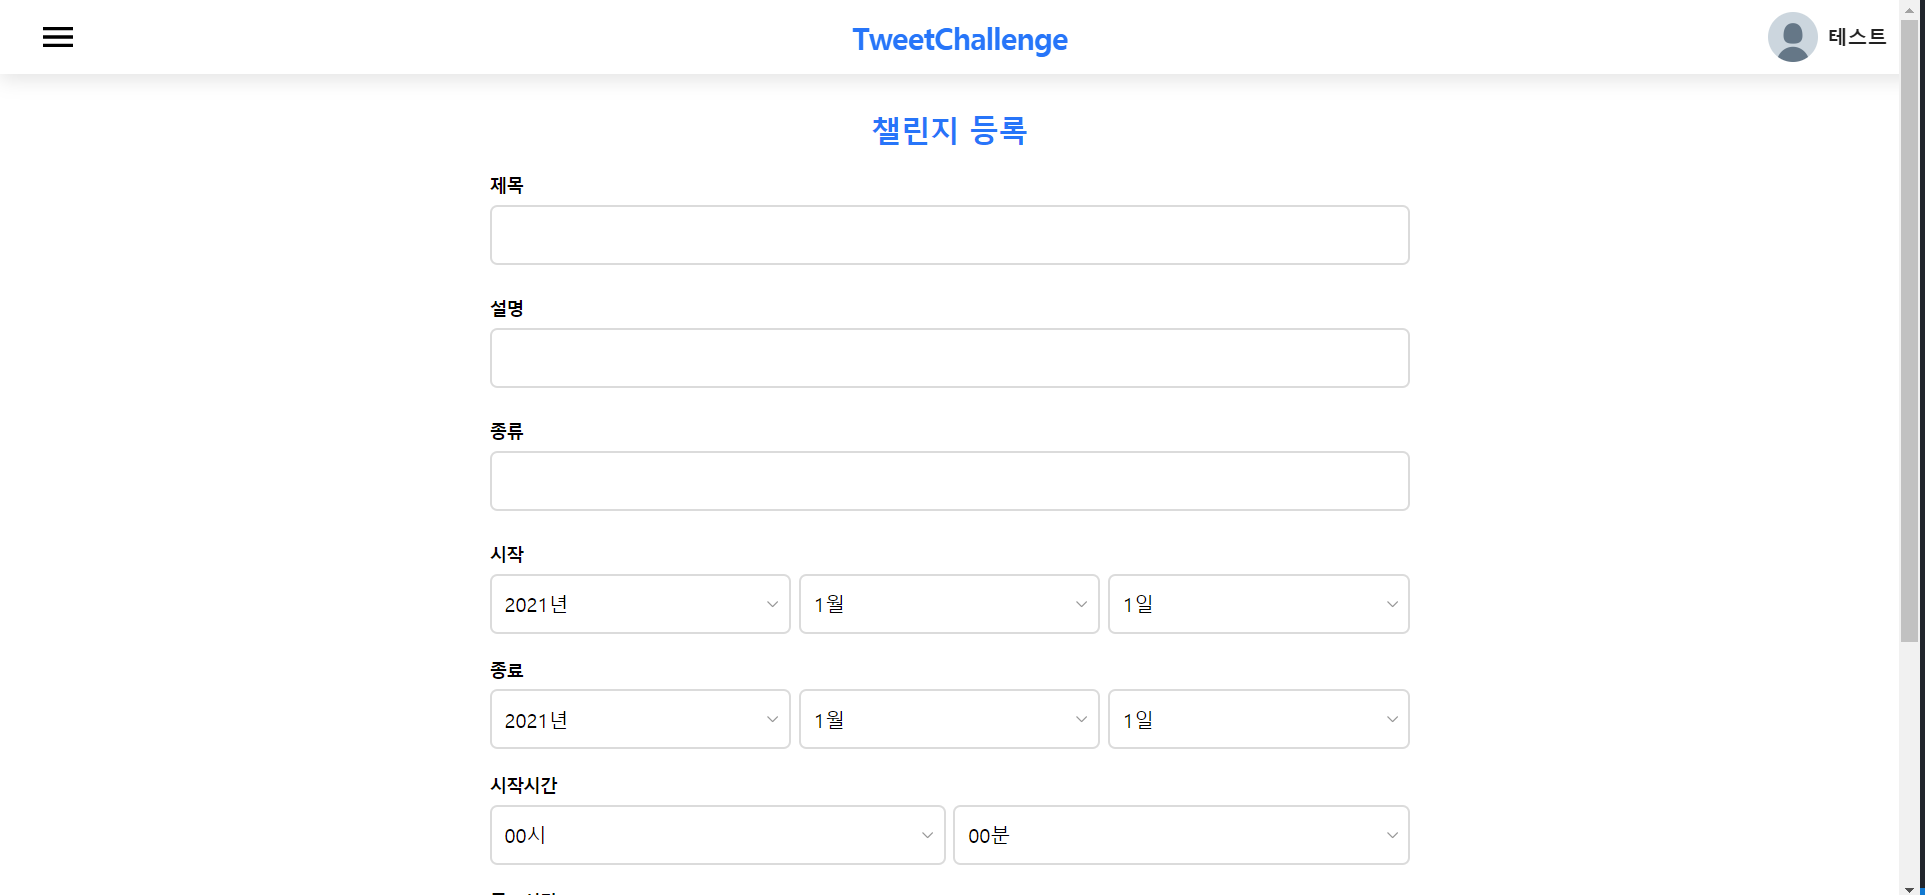 TweetChallenge
테스트
챌린지 등록
제목
설명
종류
시작
2021년 1월 1일
종료
2021년 1월 1일
시작시간
00시 00분